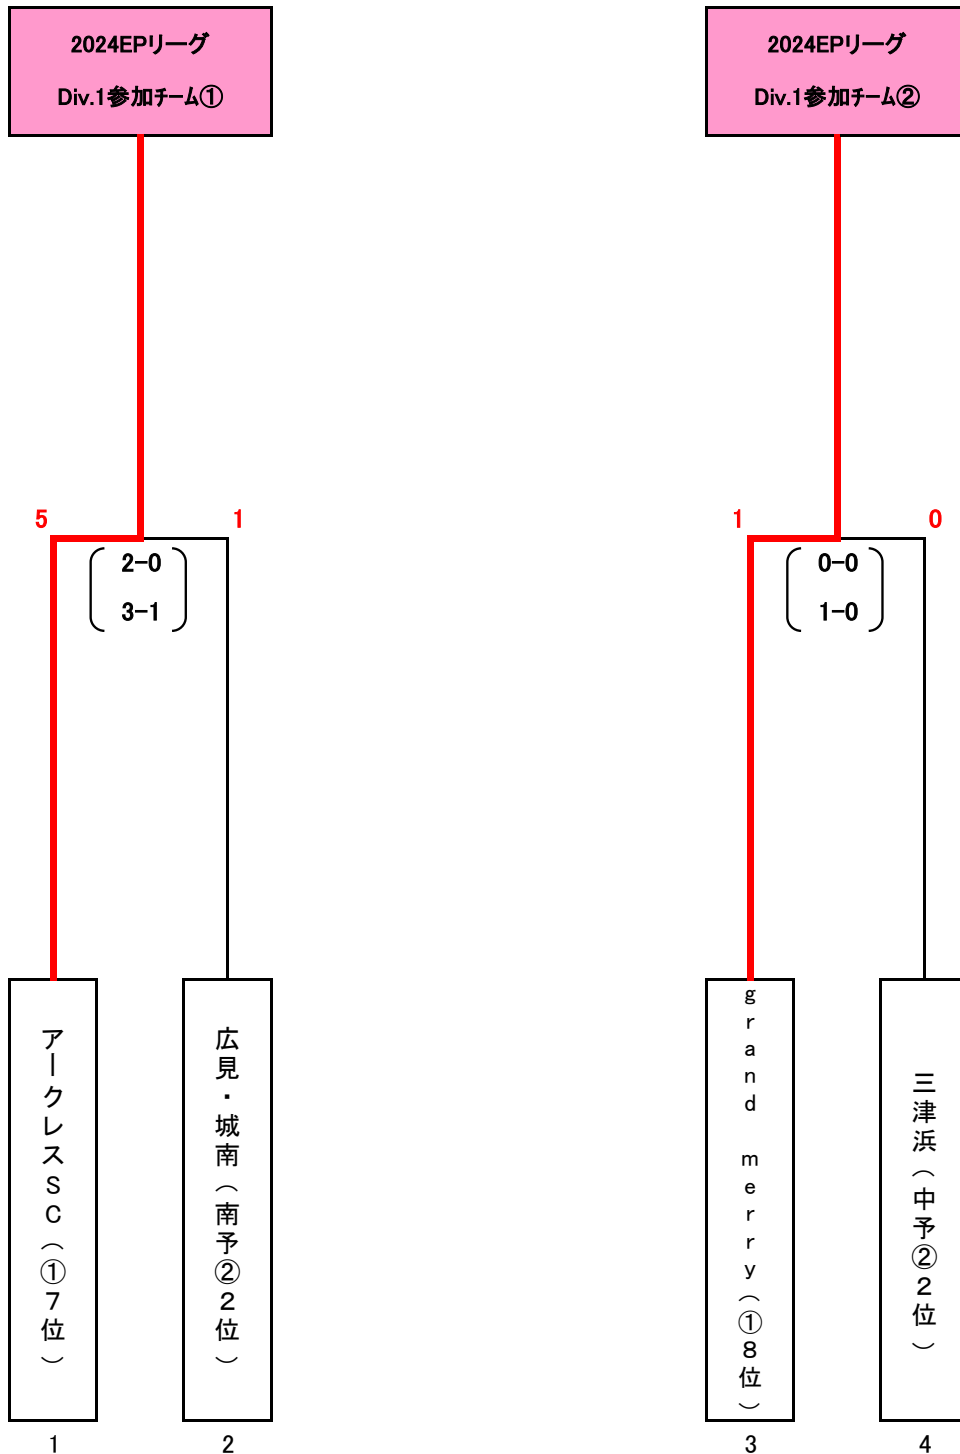 2024EPリーグ
Div.1参加チーム①
2024EPリーグ
Div.1参加チーム②
5
1
2-0
3-1
1
0
0-0
1-0
アークレスSC（①7位）
広見・城南（南予②2位）
grand merry（①8位）
三津浜（中予②2位）
1
2
3
4